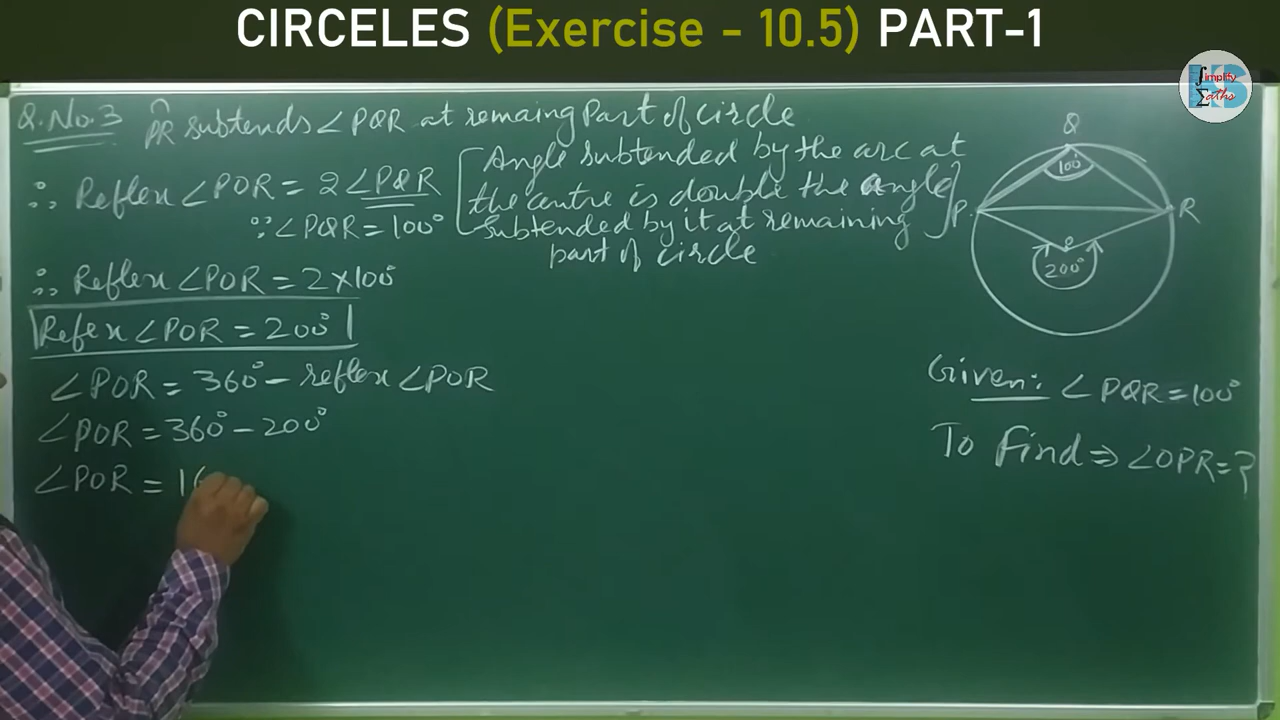 CIRCELES (Exercise - 10.5) PART-1
∫implify
∑aths
Q.No.3 PR subtends ∠PQR at remaing Part of circle
∴ Reflex ∠POR = 2∠PQR [Angle subtended by the arc at
the centre is double the angle
∵ ∠PQR = 100° subtended by it at remaining]
part of circle
∴ Reflex ∠POR = 2×100°
Refex ∠POR = 200°
∠POR = 360° - reflex ∠POR
∠POR = 360° - 200°
∠POR = 16
Q
100°
P
R
O
200°
Given: ∠PQR = 100°
To Find ⇒ ∠OPR = ?